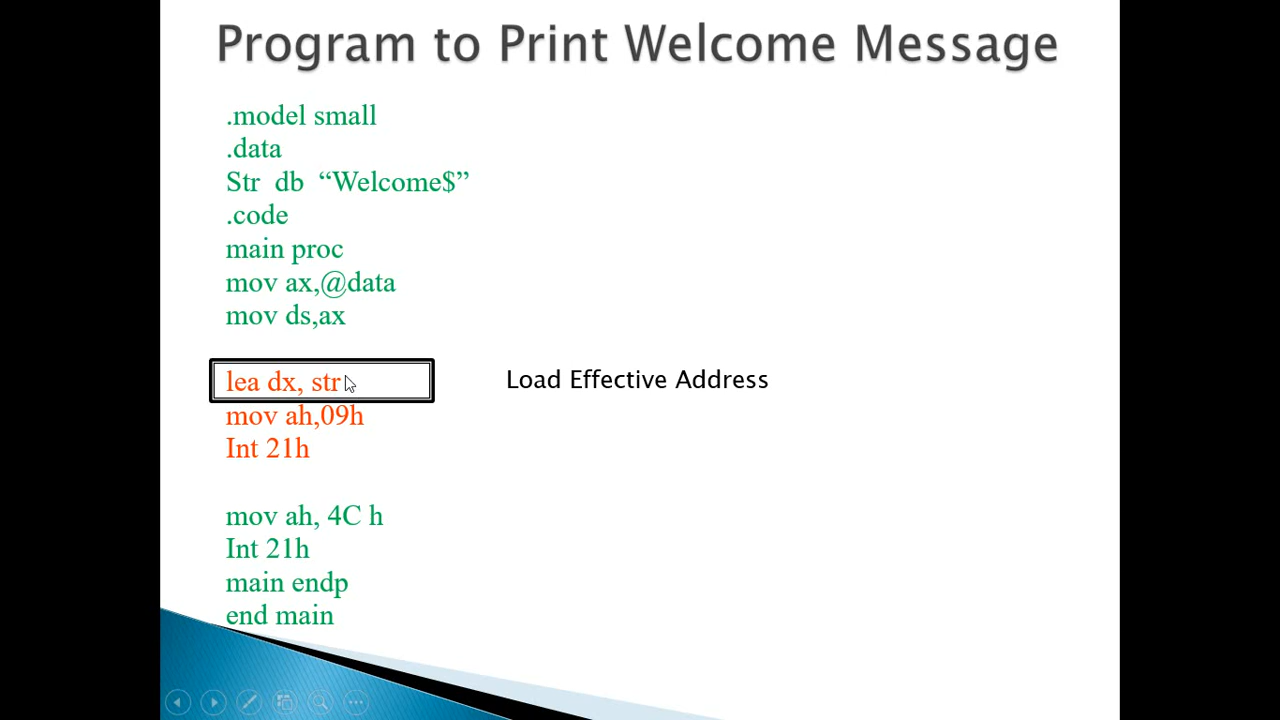 Program to Print Welcome Message
.model small
.data
Str db “Welcome$”
.code
main proc
mov ax,@data
mov ds,ax
lea dx, str
Load Effective Address
mov ah,09h
Int 21h
mov ah, 4C h
Int 21h
main endp
end main